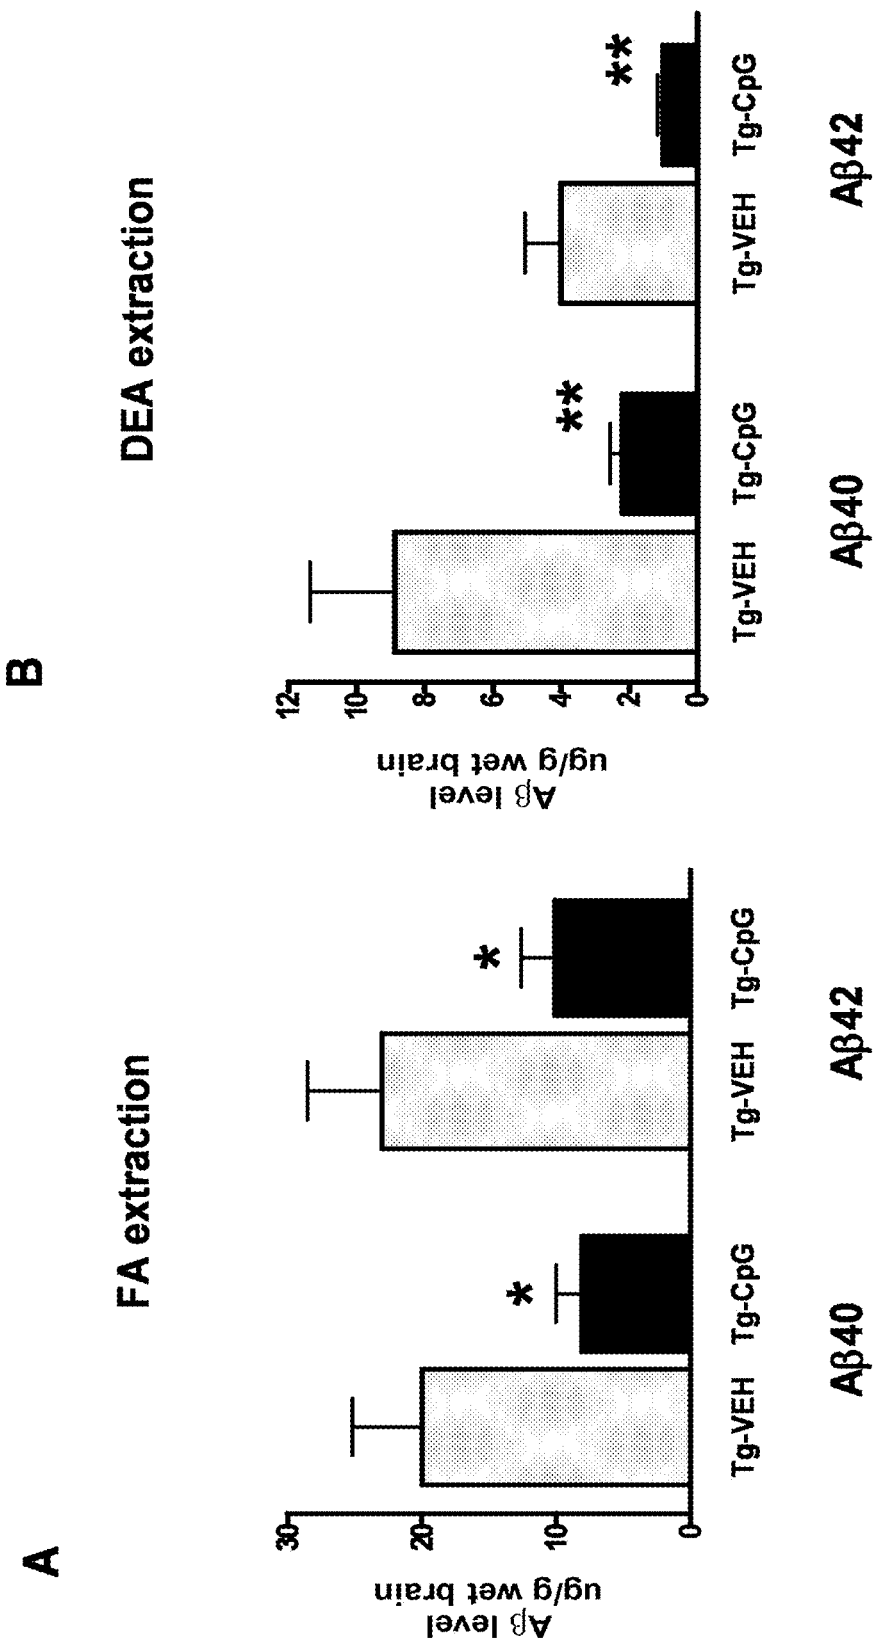 A
FA extraction
Aβ level
ug/g wet brain
30
20
10
0
Tg-VEH Tg-CpG Tg-VEH Tg-CpG
Aβ40 Aβ42
*
*
B
DEA extraction
Aβ level
ug/g wet brain
12
10
8
6
4
2
0
Tg-VEH Tg-CpG Tg-VEH Tg-CpG
Aβ40 Aβ42
**
**